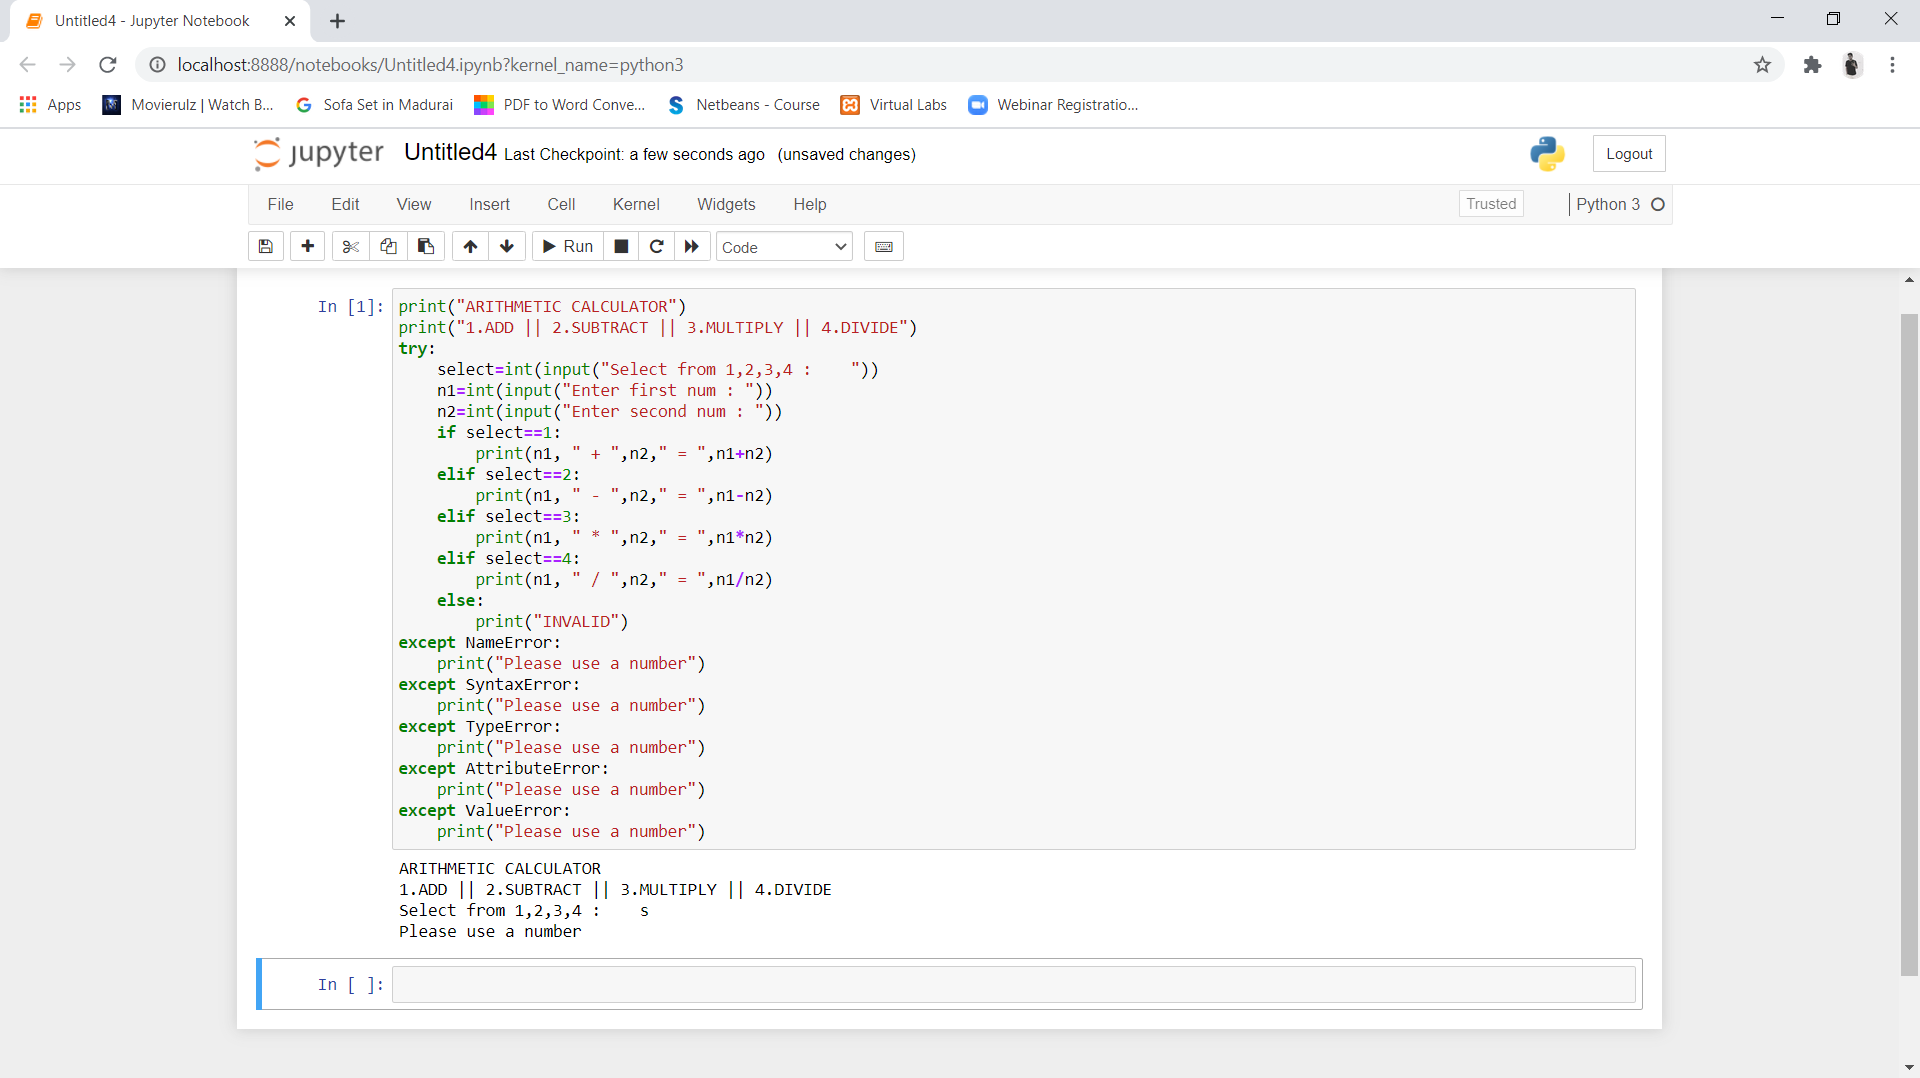 Untitled4 - Jupyter Notebook
localhost:8888/notebooks/Untitled4.ipynb?kernel_name=python3
Apps Movierulz | Watch B... Sofa Set in Madurai PDF to Word Conve... Netbeans - Course Virtual Labs Webinar Registratio...
jupyter Untitled4 Last Checkpoint: a few seconds ago (unsaved changes) Logout
File Edit View Insert Cell Kernel Widgets Help Trusted Python 3
Run Code
In [1]: print("ARITHMETIC CALCULATOR")
print("1.ADD || 2.SUBTRACT || 3.MULTIPLY || 4.DIVIDE")
try:
    select=int(input("Select from 1,2,3,4 :    "))
    n1=int(input("Enter first num : "))
    n2=int(input("Enter second num : "))
    if select==1:
        print(n1, " + ",n2," = ",n1+n2)
    elif select==2:
        print(n1, " - ",n2," = ",n1-n2)
    elif select==3:
        print(n1, " * ",n2," = ",n1*n2)
    elif select==4:
        print(n1, " / ",n2," = ",n1/n2)
    else:
        print("INVALID")
except NameError:
    print("Please use a number")
except SyntaxError:
    print("Please use a number")
except TypeError:
    print("Please use a number")
except AttributeError:
    print("Please use a number")
except ValueError:
    print("Please use a number")
ARITHMETIC CALCULATOR
1.ADD || 2.SUBTRACT || 3.MULTIPLY || 4.DIVIDE
Select from 1,2,3,4 :    s
Please use a number
In [ ]: